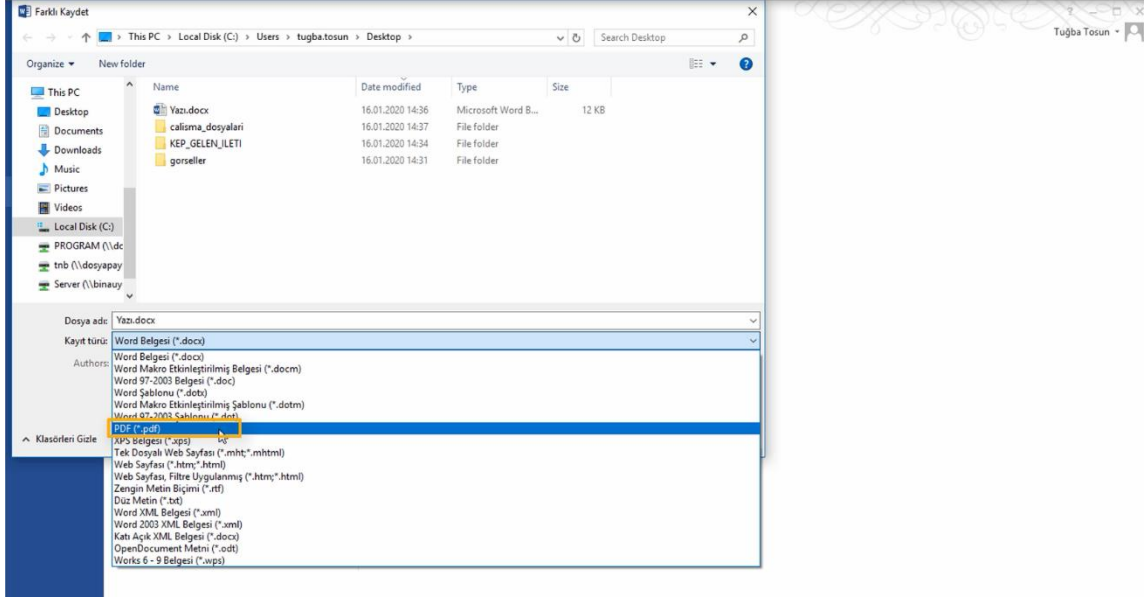 Farklı Kaydet
? 
Tuğba Tosun
This PC > Local Disk (C:) > Users > tugba.tosun > Desktop >
Search Desktop
Organize New folder
Name Date modified Type Size
This PC
Desktop
Documents
Downloads
Music
Pictures
Videos
Local Disk (C:)
PROGRAM (\\dc
tnb (\\dosyapay
Server (\\binauy
Yazı.docx 16.01.2020 14:36 Microsoft Word B... 12 KB
calisma_dosyalari 16.01.2020 14:37 File folder
KEP_GELEN_ILETI 16.01.2020 14:34 File folder
gorseller 16.01.2020 14:31 File folder
Dosya adı: Yazı.docx
Kayıt türü: Word Belgesi (*.docx)
Authors:
Word Belgesi (*.docx)
Word Makro Etkinleştirilmiş Belgesi (*.docm)
Word 97-2003 Belgesi (*.doc)
Word Şablonu (*.dotx)
Word Makro Etkinleştirilmiş Şablonu (*.dotm)
Word 97-2003 Şablonu (*.dot)
PDF (*.pdf)
XPS Belgesi (*.xps)
Tek Dosyalı Web Sayfası (*.mht;*.mhtml)
Web Sayfası (*.htm;*.html)
Web Sayfası, Filtre Uygulanmış (*.htm;*.html)
Zengin Metin Biçimi (*.rtf)
Düz Metin (*.txt)
Word XML Belgesi (*.xml)
Word 2003 XML Belgesi (*.xml)
Katı Açık XML Belgesi (*.docx)
OpenDocument Metni (*.odt)
Works 6 - 9 Belgesi (*.wps)
Klasörleri Gizle